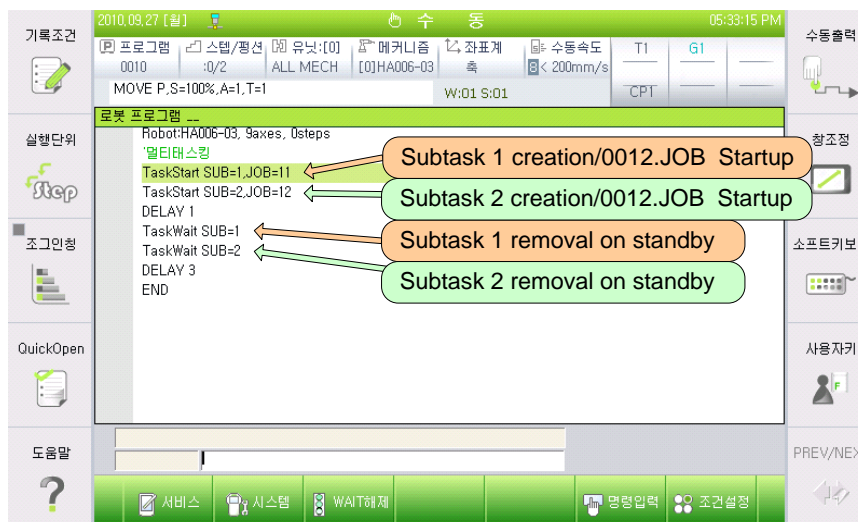 기록조건
실행단위
Step
조그인칭
QuickOpen
도움말
2010,09,27 [월]
수 동
05:33:15 PM
P 프로그램
0010
스텝/펑션
:0/2
유닛:[0]
ALL MECH
메커니즘
[0]HA006-03
좌표계
축
수동속도
8 < 200mm/s
T1
G1
MOVE P,S=100%,A=1,T=1
W:01 S:01
CP1
로봇 프로그램 __
Robot:HA006-03, 9axes, 0steps
'멀티태스킹
TaskStart SUB=1,JOB=11
TaskStart SUB=2,JOB=12
DELAY 1
TaskWait SUB=1
TaskWait SUB=2
DELAY 3
END
Subtask 1 creation/0012.JOB Startup
Subtask 2 creation/0012.JOB Startup
Subtask 1 removal on standby
Subtask 2 removal on standby
서비스
시스템
WAIT해제
명령입력
조건설정
수동출력
창조정
소프트키보
사용자키
F
PREV/NEX